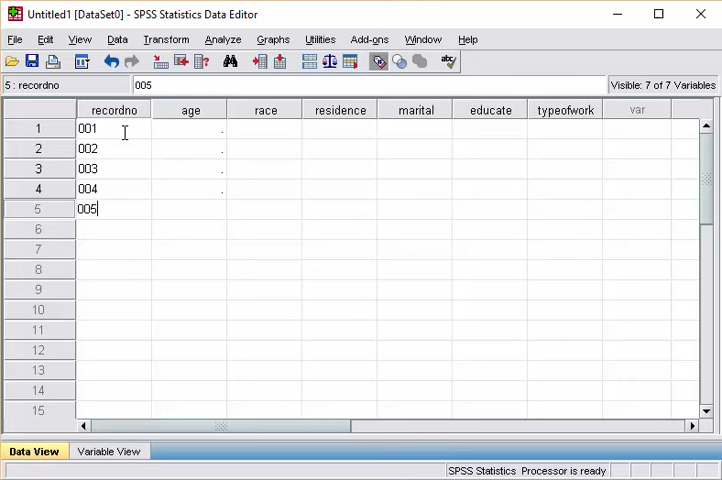 Untitled1 [DataSet0] - SPSS Statistics Data Editor
File Edit View Data Transform Analyze Graphs Utilities Add-ons Window Help
5 : recordno 005 Visible: 7 of 7 Variables
recordno age race residence marital educate typeofwork var
1 001 .
2 002 .
3 003 .
4 004 .
5 005
6
7
8
9
10
11
12
13
14
15
Data View Variable View
SPSS Statistics Processor is ready